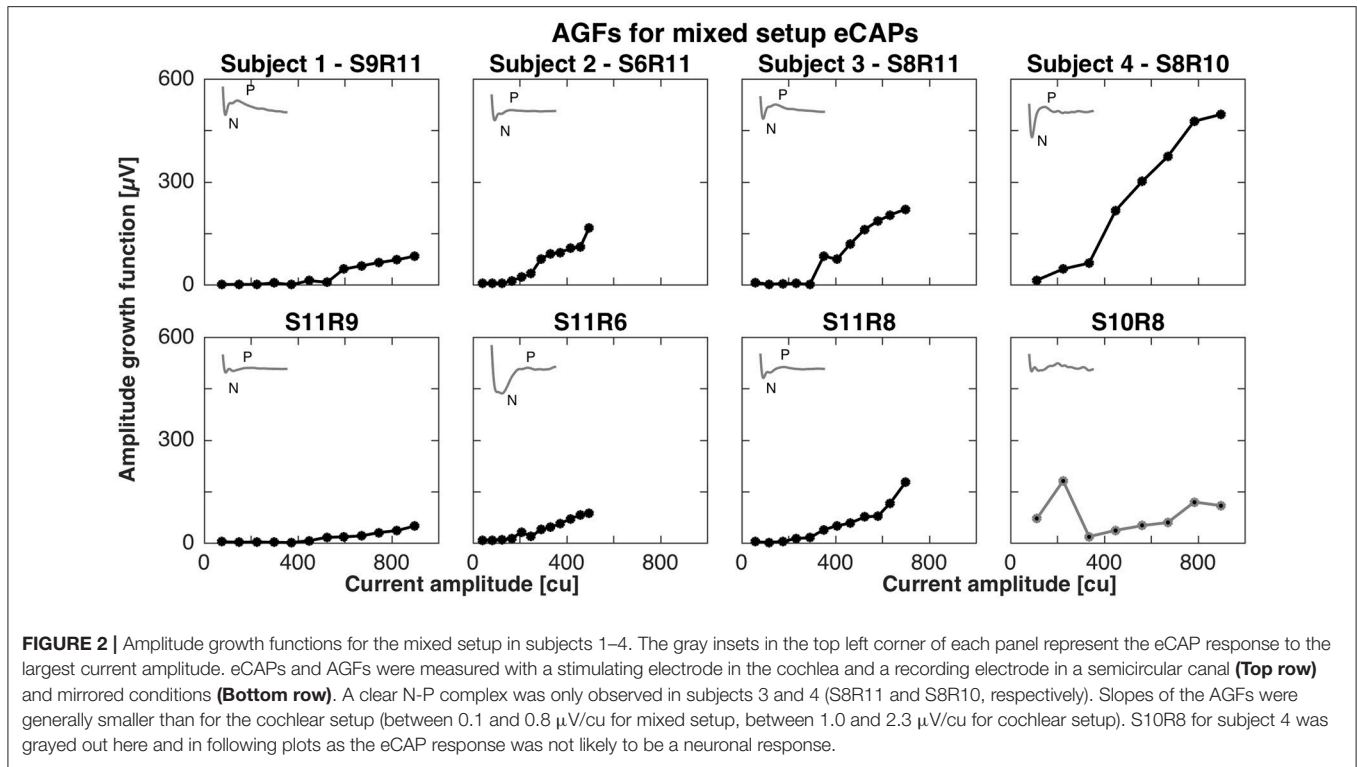 AGFs for mixed setup eCAPs
Subject 1 - S9R11
Subject 2 - S6R11
Subject 3 - S8R11
Subject 4 - S8R10
Amplitude growth function [µV]
600
300
0
P
N
P
N
P
N
P
N
S11R9
S11R6
S11R8
S10R8
600
300
0
P
N
P
N
P
N
0 400 800
0 400 800
0 400 800
0 400 800
Current amplitude [cu]
Current amplitude [cu]
FIGURE 2 | Amplitude growth functions for the mixed setup in subjects 1–4. The gray insets in the top left corner of each panel represent the eCAP response to the
largest current amplitude. eCAPs and AGFs were measured with a stimulating electrode in the cochlea and a recording electrode in a semicircular canal (Top row)
and mirrored conditions (Bottom row). A clear N-P complex was only observed in subjects 3 and 4 (S8R11 and S8R10, respectively). Slopes of the AGFs were
generally smaller than for the cochlear setup (between 0.1 and 0.8 µV/cu for mixed setup, between 1.0 and 2.3 µV/cu for cochlear setup). S10R8 for subject 4 was
grayed out here and in following plots as the eCAP response was not likely to be a neuronal response.